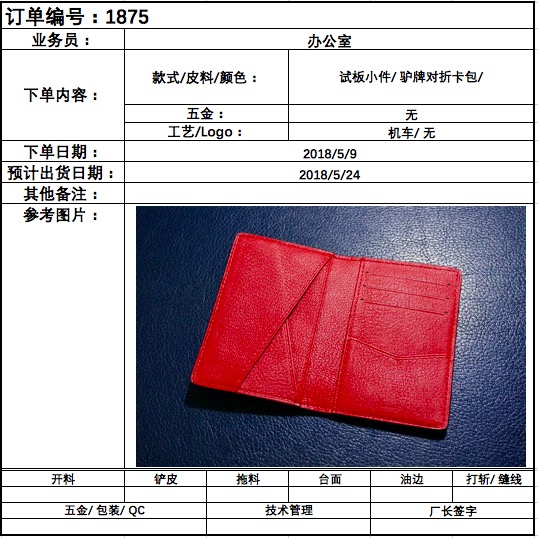 订单编号：1875
业务员：
办公室
下单内容：
款式/皮料/颜色：
试板小件/驴牌对折卡包/
五金：
无
工艺/Logo：
机车/无
下单日期：
2018/5/9
预计出货日期：
2018/5/24
其他备注：
参考图片：
开料
铲皮
拖料
台面
油边
打斩/缝线
五金/包装/QC
技术管理
厂长签字